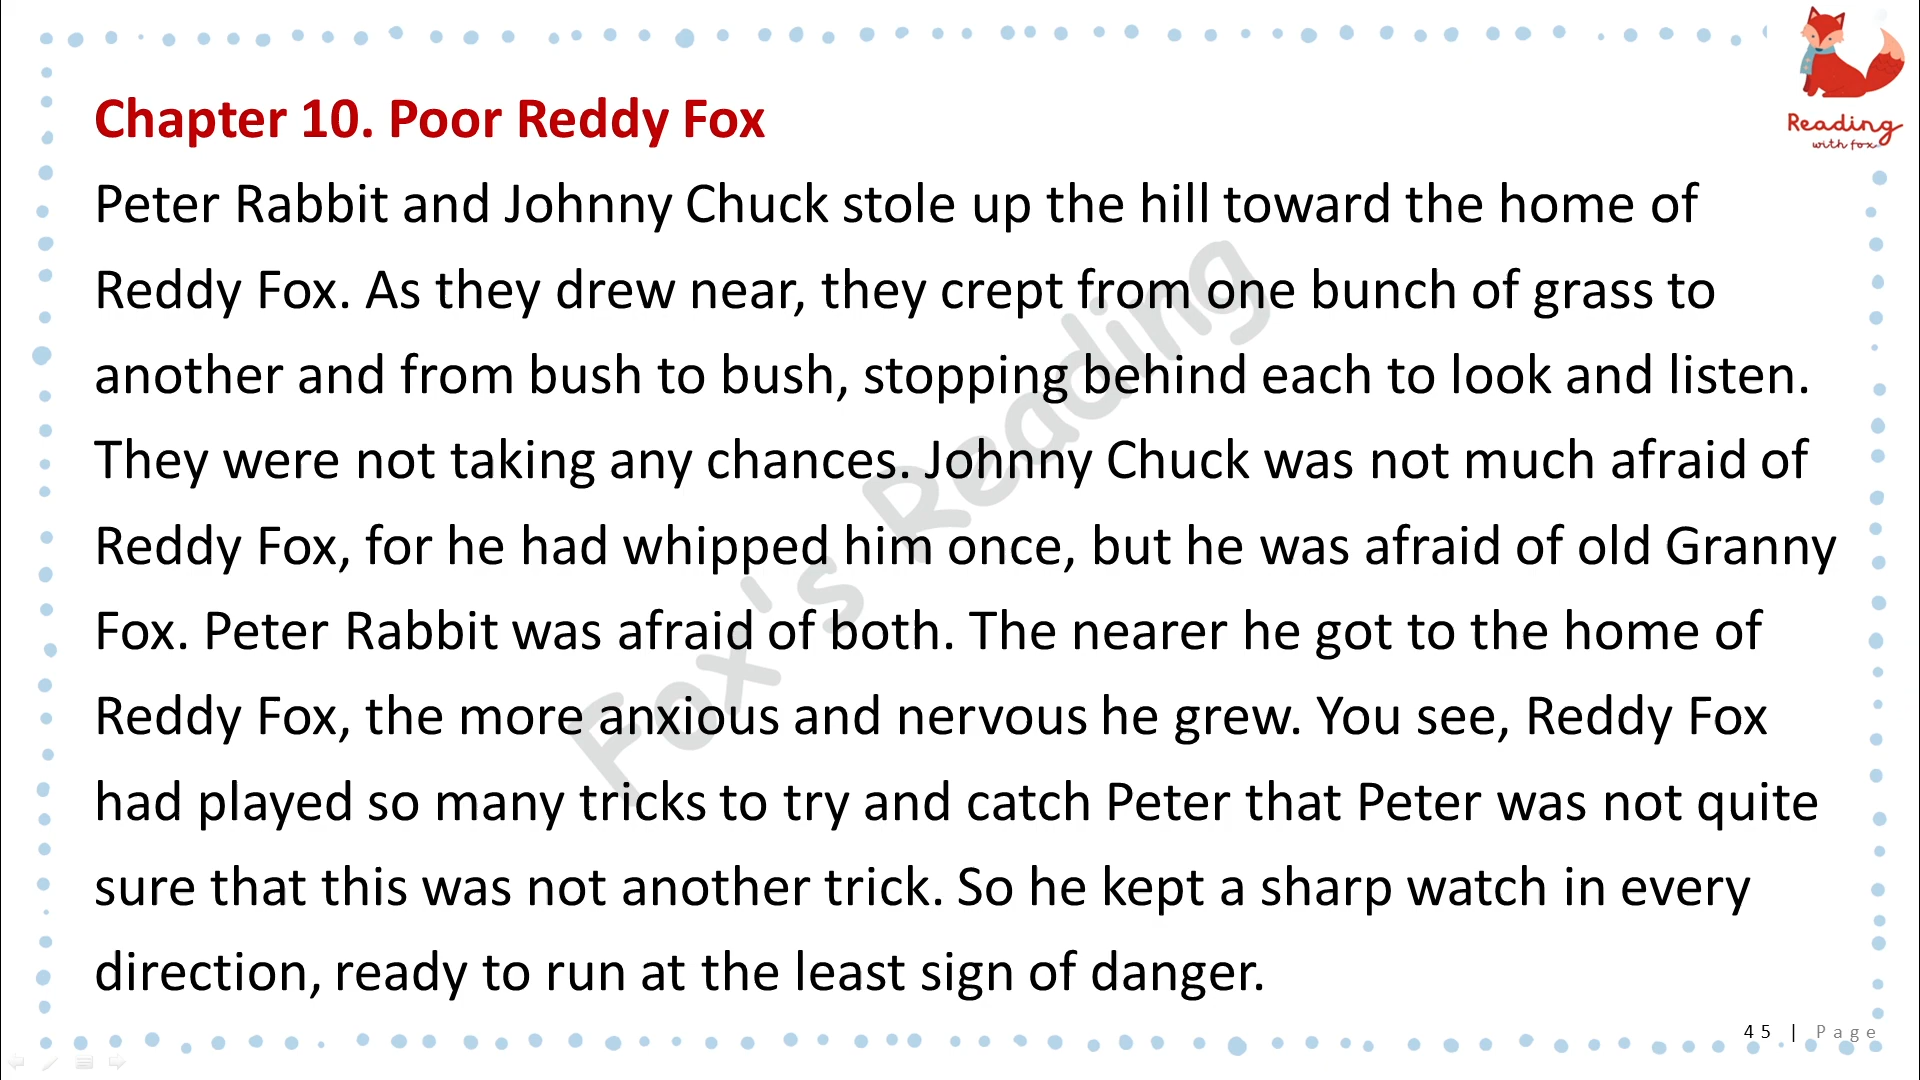 Reading
with fox
Chapter 10. Poor Reddy Fox
Peter Rabbit and Johnny Chuck stole up the hill toward the home of
Reddy Fox. As they drew near, they crept from one bunch of grass to
another and from bush to bush, stopping behind each to look and listen.
They were not taking any chances. Johnny Chuck was not much afraid of
Reddy Fox, for he had whipped him once, but he was afraid of old Granny
Fox. Peter Rabbit was afraid of both. The nearer he got to the home of
Reddy Fox, the more anxious and nervous he grew. You see, Reddy Fox
had played so many tricks to try and catch Peter that Peter was not quite
sure that this was not another trick. So he kept a sharp watch in every
direction, ready to run at the least sign of danger.
Fox's Reading
45 | Page